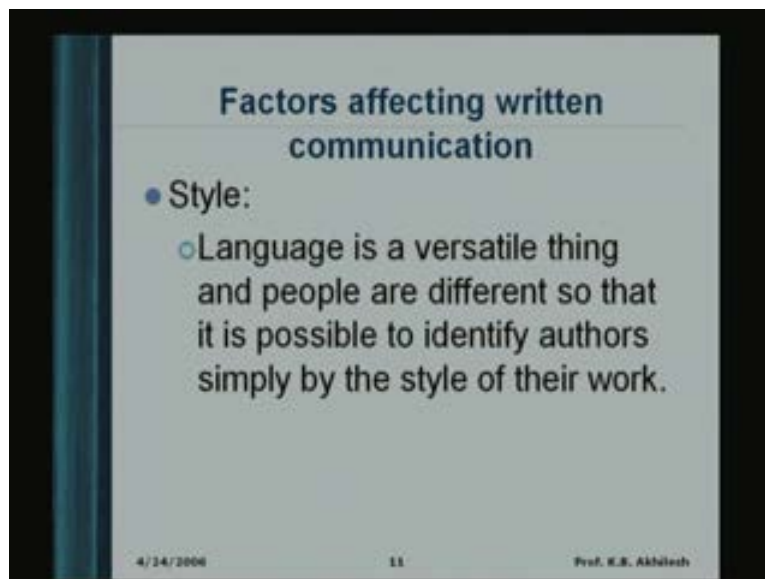 Factors affecting written
communication
Style:
Language is a versatile thing
and people are different so that
it is possible to identify authors
simply by the style of their work.
4/24/2006 11 Prof. K.B. Akhilesh